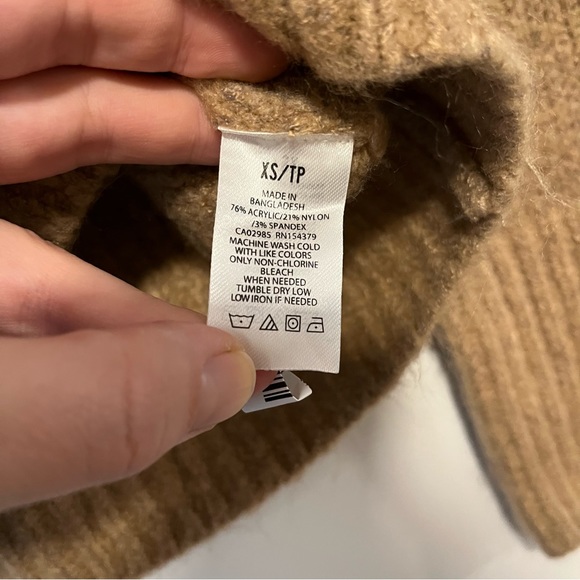 XS/TP
MADE IN
BANGLADESH
76% ACRYLIC/21% NYLON
/3% SPANDEX
CA02985 RN154379
MACHINE WASH COLD
WITH LIKE COLORS
ONLY NON-CHLORINE
BLEACH
WHEN NEEDED
TUMBLE DRY LOW
LOW IRON IF NEEDED